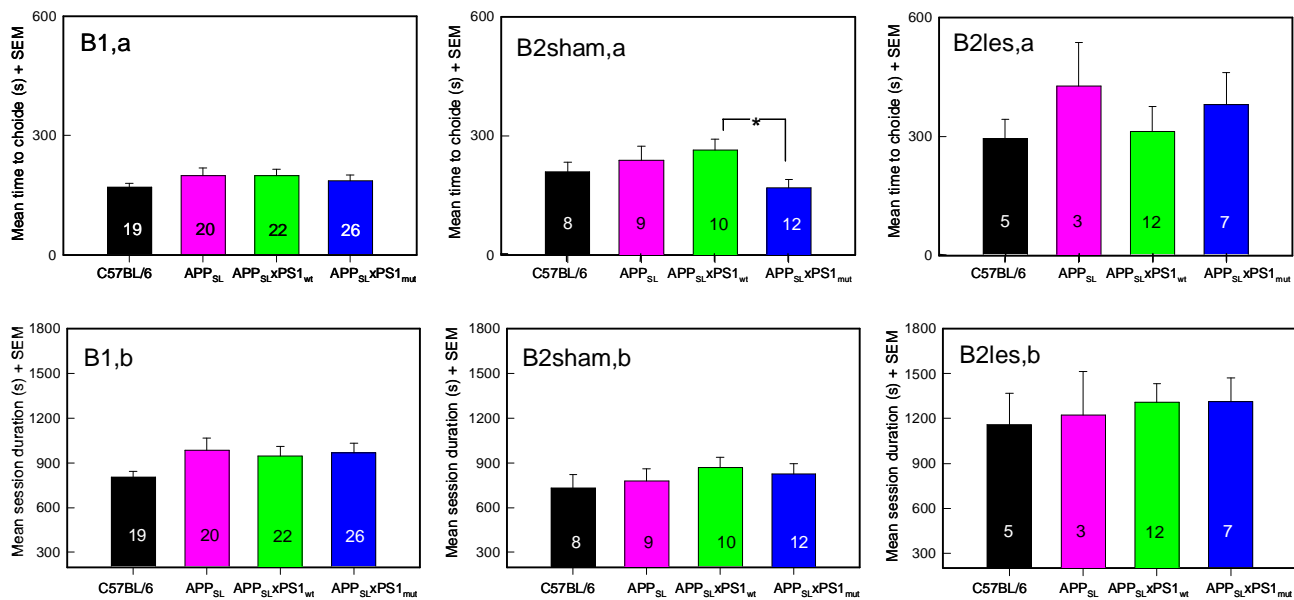 B1,a
Mean time to choide (s) + SEM
600
300
0
19
20
22
26
C57BL/6
APPSL
APPSLxPS1wt
APPSLxPS1mut
B2sham,a
Mean time to choide (s) + SEM
600
300
0
*
8
9
10
12
C57BL/6
APPSL
APPSLxPS1wt
APPSLxPS1mut
B2les,a
Mean time to choide (s) + SEM
600
300
0
5
3
12
7
C57BL/6
APPSL
APPSLxPS1wt
APPSLxPS1mut
B1,b
Mean session duration (s) + SEM
1800
1500
1200
900
600
300
19
20
22
26
C57BL/6
APPSL
APPSLxPS1wt
APPSLxPS1mut
B2sham,b
Mean session duration (s) + SEM
1800
1500
1200
900
600
300
8
9
10
12
C57BL/6
APPSL
APPSLxPS1wt
APPSLxPS1mut
B2les,b
Mean session duration (s) + SEM
1800
1500
1200
900
600
300
5
3
12
7
C57BL/6
APPSL
APPSLxPS1wt
APPSLxPS1mut